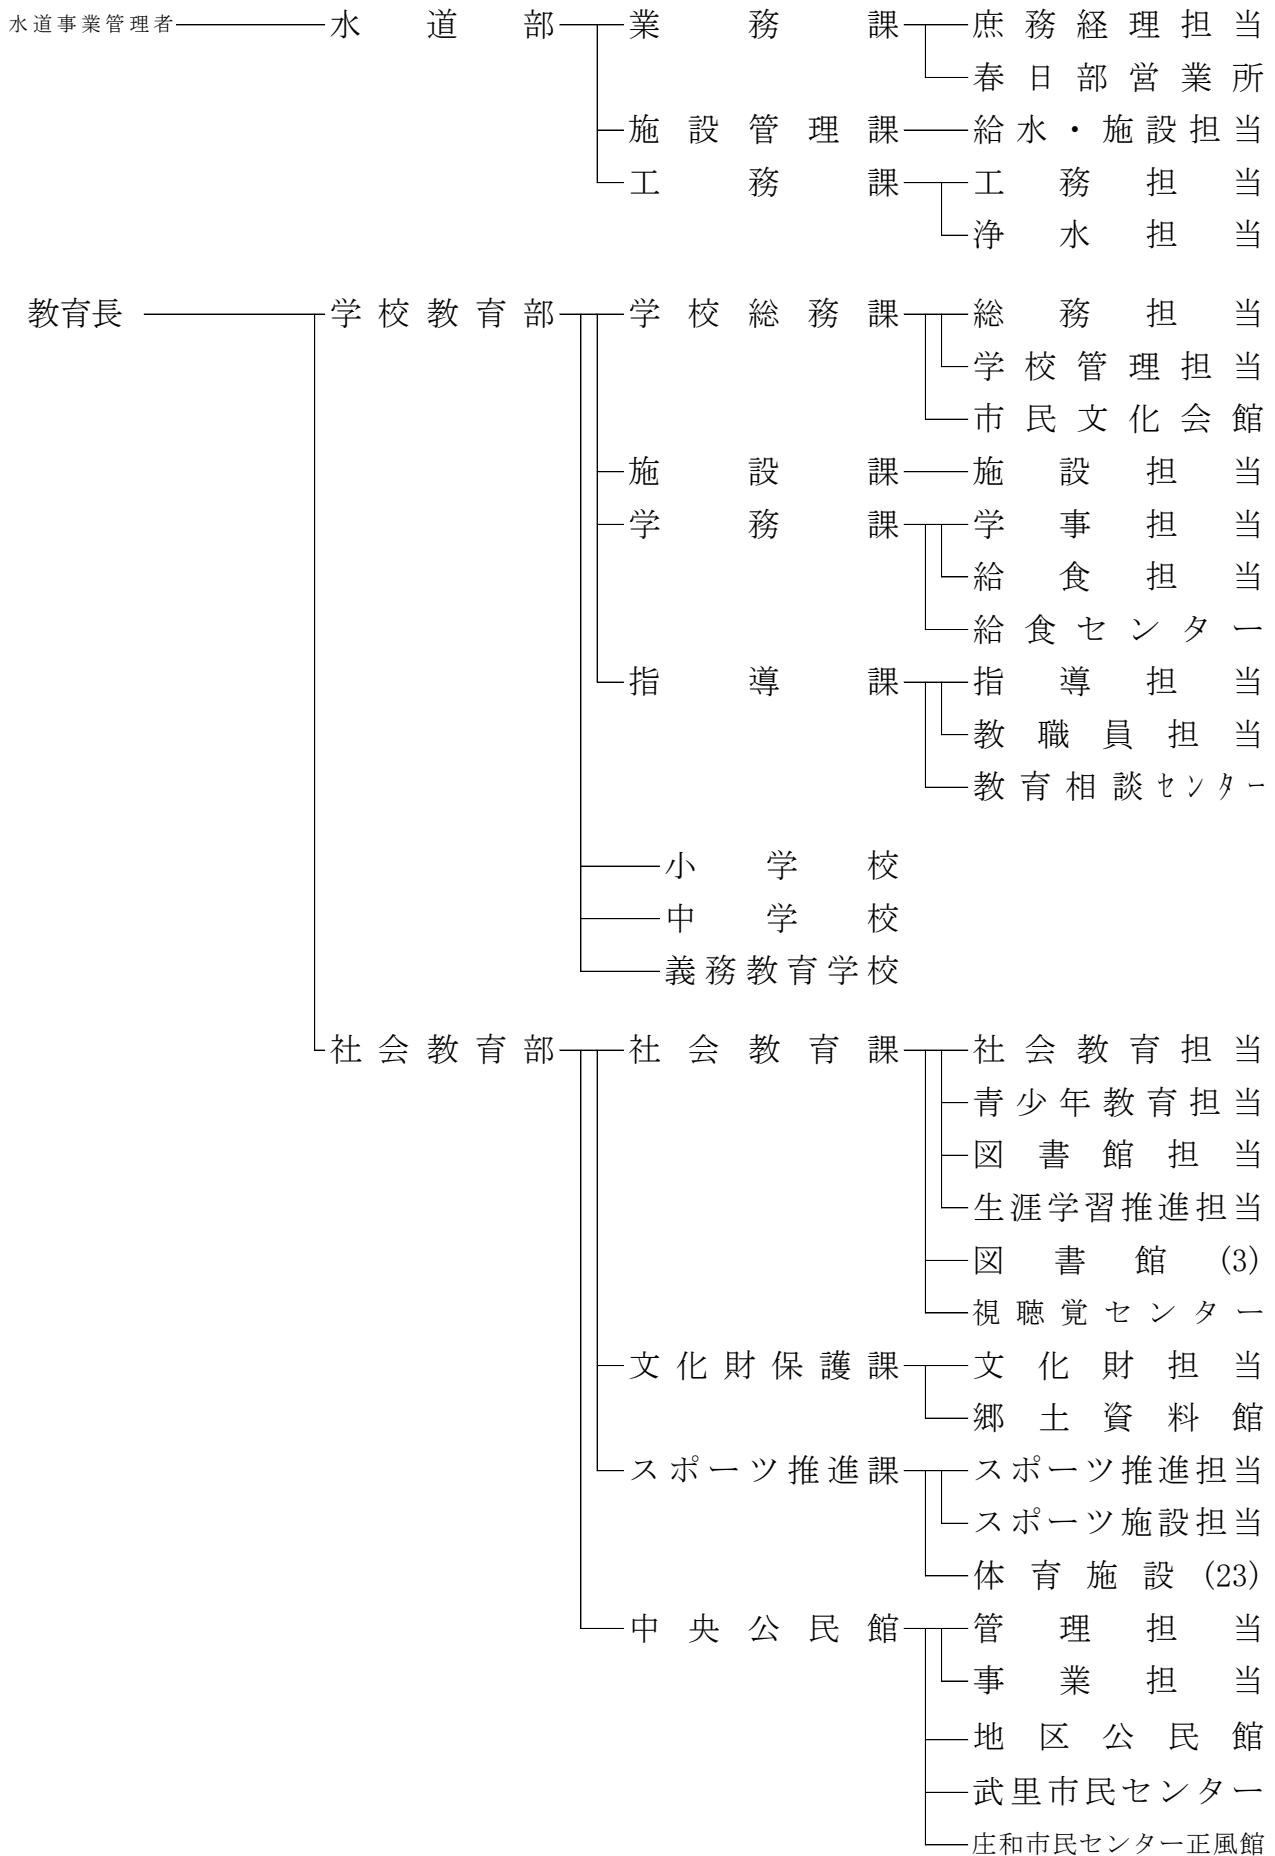 水道事業管理者 水道部 業務課 庶務経理担当
春日部営業所
施設管理課 給水・施設担当
工務課 工務担当
浄水担当
教育長 学校教育部 学校総務課 総務担当
学校管理担当
市民文化会館
施設課 施設担当
学務課 学事担当
給食担当
給食センター
指導課 指導担当
教職員担当
教育相談センター
小学校
中学校
義務教育学校
社会教育部 社会教育課 社会教育担当
青少年教育担当
図書館担当
生涯学習推進担当
図書館(3)
視聴覚センター
文化財保護課 文化財担当
郷土資料館
スポーツ推進課 スポーツ推進担当
スポーツ施設担当
体育施設(23)
中央公民館 管理担当
事業担当
地区公民館
武里市民センター
庄和市民センター正風館